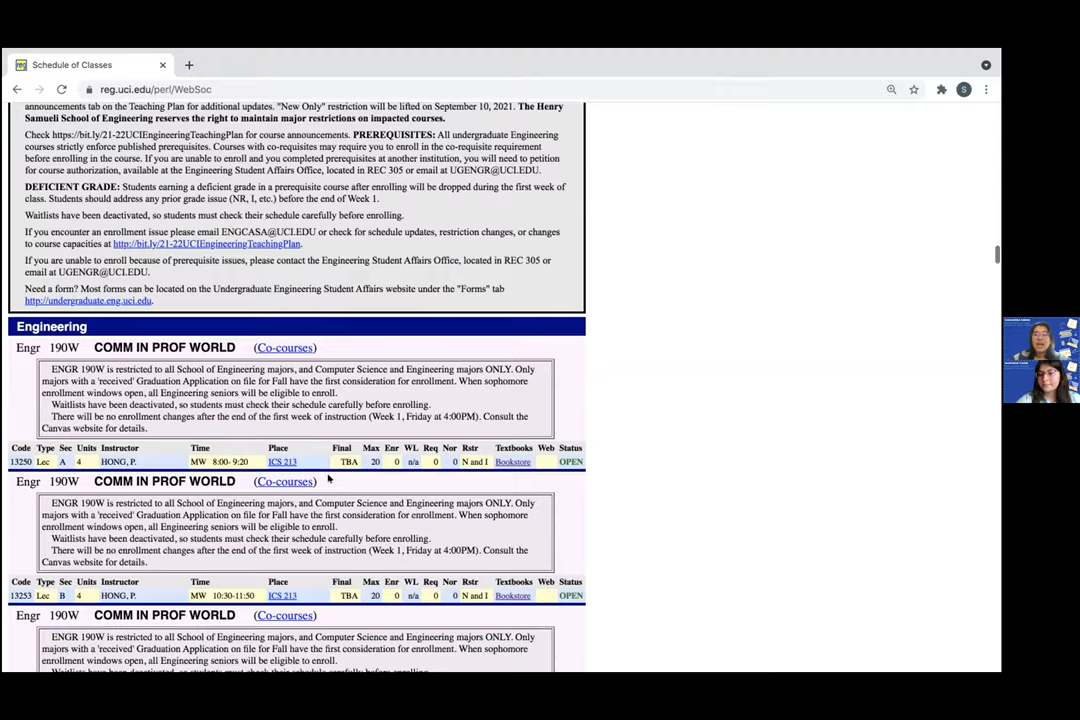 Schedule of Classes
reg.uci.edu/perl/WebSoc
S
announcements tab on the Teaching Plan for additional updates. "New Only" restriction will be lifted on September 10, 2021. The Henry
Samueli School of Engineering reserves the right to maintain major restrictions on impacted courses.
Check https://bit.ly/21-22UCIEngineeringTeachingPlan for course announcements. PREREQUISITES: All undergraduate Engineering
courses strictly enforce published prerequisites. Courses with co-requisites may require you to enroll in the co-requisite requirement
before enrolling in the course. If you are unable to enroll and you completed prerequisites at another institution, you will need to petition
for course authorization, available at the Engineering Student Affairs Office, located in REC 305 or email at UGENGR@UCI.EDU.
DEFICIENT GRADE: Students earning a deficient grade in a prerequisite course after enrolling will be dropped during the first week of
class. Students should address any prior grade issue (NR, I, etc.) before the end of Week 1.
Waitlists have been deactivated, so students must check their schedule carefully before enrolling.
If you encounter an enrollment issue please email ENGCASA@UCI.EDU or check for schedule updates, restriction changes, or changes
to course capacities at http://bit.ly/21-22UCIEngineeringTeachingPlan.
If you are unable to enroll because of prerequisite issues, please contact the Engineering Student Affairs Office, located in REC 305 or
email at UGENGR@UCI.EDU.
Need a form? Most forms can be located on the Undergraduate Engineering Student Affairs website under the "Forms" tab
http://undergraduate.eng.uci.edu.
Engineering
Engr 190W COMM IN PROF WORLD (Co-courses)
ENGR 190W is restricted to all School of Engineering majors, and Computer Science and Engineering majors ONLY. Only
majors with a 'received' Graduation Application on file for Fall have the first consideration for enrollment. When sophomore
enrollment windows open, all Engineering seniors will be eligible to enroll.
Waitlists have been deactivated, so students must check their schedule carefully before enrolling.
There will be no enrollment changes after the end of the first week of instruction (Week 1, Friday at 4:00PM). Consult the
Canvas website for details.
Code Type Sec Units Instructor Time Place Final Max Enr WL Req Nor Rstr Textbooks Web Status
13250 Lec A 4 HONG, P. MW 8:00- 9:20 ICS 213 TBA 20 0 n/a 0 0 N and I Bookstore OPEN
Engr 190W COMM IN PROF WORLD (Co-courses)
ENGR 190W is restricted to all School of Engineering majors, and Computer Science and Engineering majors ONLY. Only
majors with a 'received' Graduation Application on file for Fall have the first consideration for enrollment. When sophomore
enrollment windows open, all Engineering seniors will be eligible to enroll.
Waitlists have been deactivated, so students must check their schedule carefully before enrolling.
There will be no enrollment changes after the end of the first week of instruction (Week 1, Friday at 4:00PM). Consult the
Canvas website for details.
Code Type Sec Units Instructor Time Place Final Max Enr WL Req Nor Rstr Textbooks Web Status
13253 Lec B 4 HONG, P. MW 10:30-11:50 ICS 213 TBA 20 0 n/a 0 0 N and I Bookstore OPEN
Engr 190W COMM IN PROF WORLD (Co-courses)
ENGR 190W is restricted to all School of Engineering majors, and Computer Science and Engineering majors ONLY. Only
majors with a 'received' Graduation Application on file for Fall have the first consideration for enrollment. When sophomore
enrollment windows open, all Engineering seniors will be eligible to enroll.
Waitlists have been deactivated, so students must check their schedule carefully before enrolling.